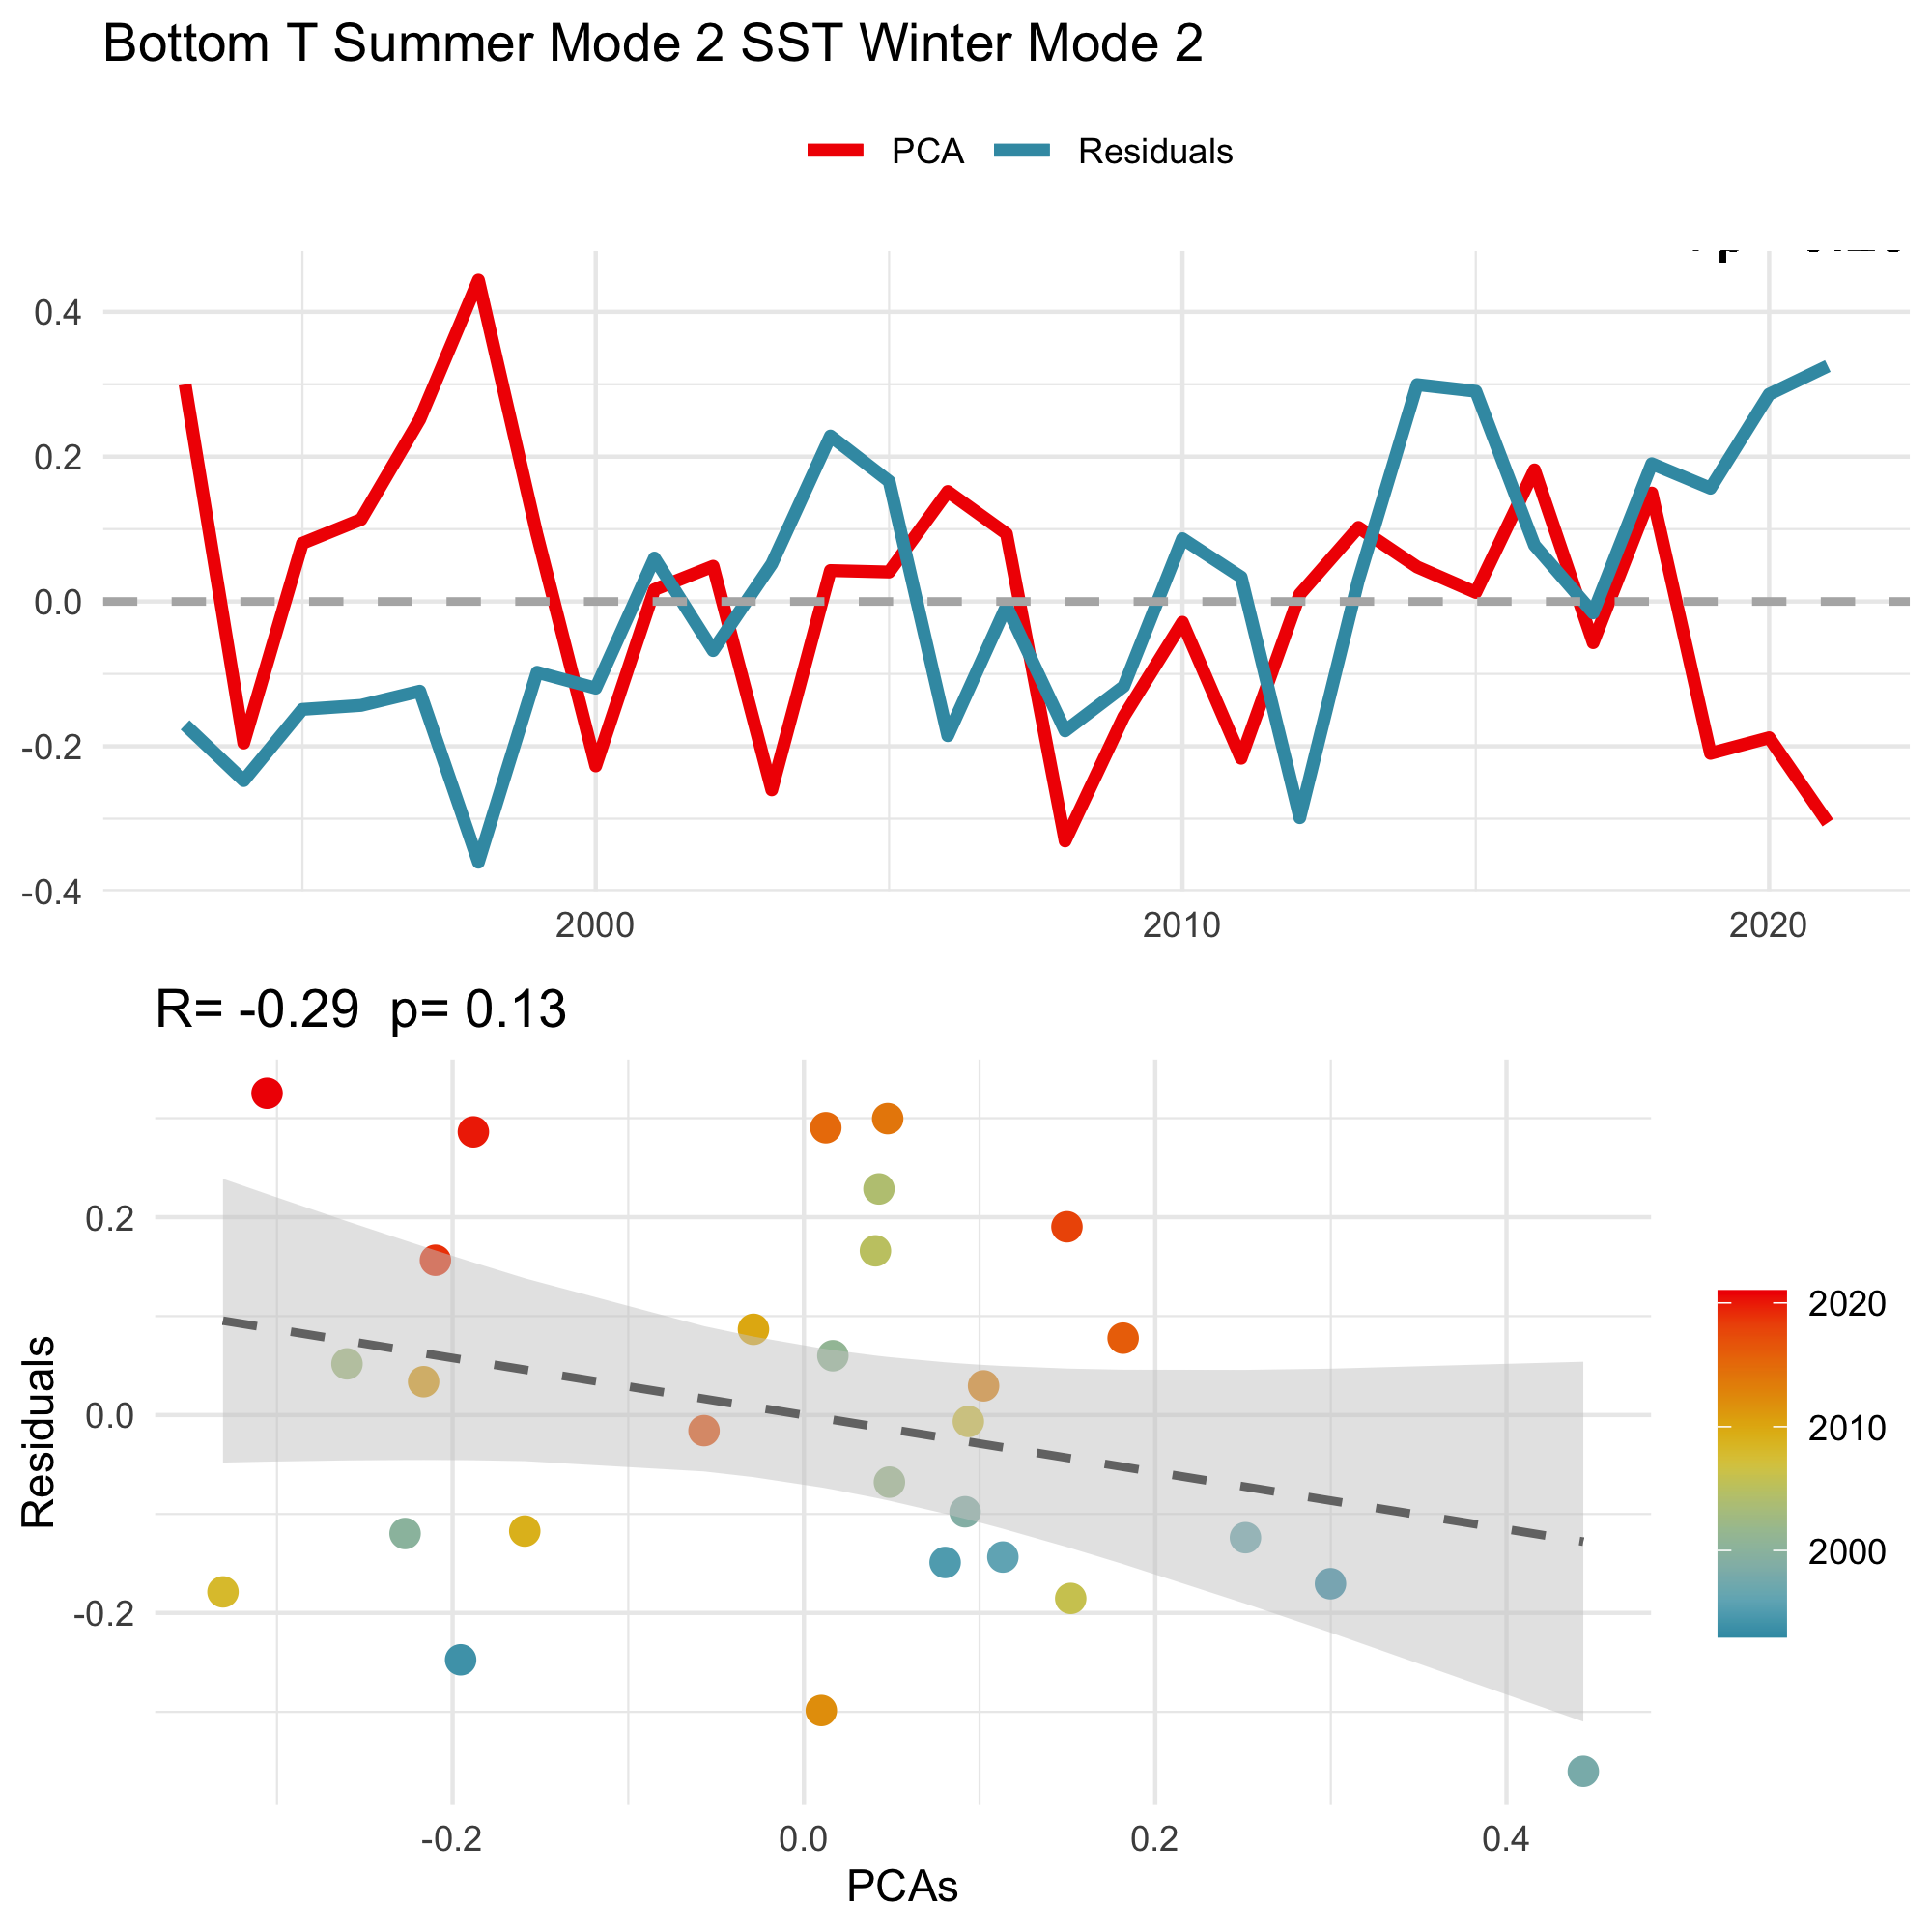 Bottom T Summer Mode 2 SST Winter Mode 2
PCA Residuals
0.4
0.2
0.0
-0.2
-0.4
2000 2010 2020
R= -0.29 p= 0.13
Residuals
0.2
0.0
-0.2
-0.2 0.0 0.2 0.4
PCAs
2020
2010
2000